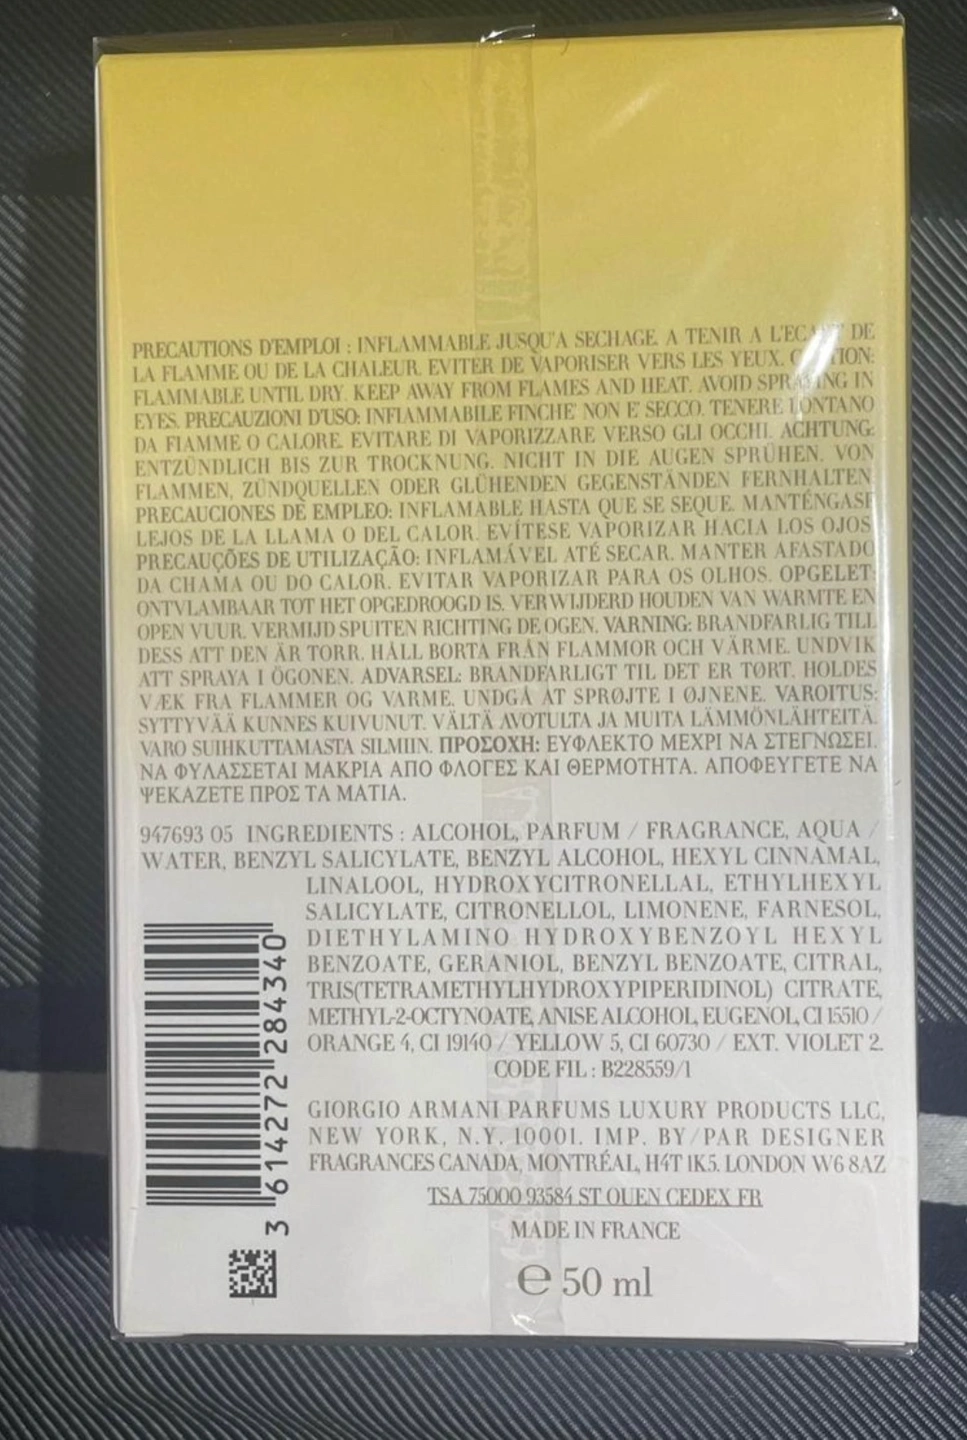 PRECAUTIONS D'EMPLOI : INFLAMMABLE JUSQU'A SECHAGE. A TENIR A L'ECART DE
LA FLAMME OU DE LA CHALEUR. EVITER DE VAPORISER VERS LES YEUX. CAUTION:
FLAMMABLE UNTIL DRY. KEEP AWAY FROM FLAMES AND HEAT. AVOID SPRAYING IN
EYES. PRECAUZIONI D'USO: INFIAMMABILE FINCHE' NON E' SECCO. TENERE LONTANO
DA FIAMME O CALORE. EVITARE DI VAPORIZZARE VERSO GLI OCCHI. ACHTUNG:
ENTZÜNDLICH BIS ZUR TROCKNUNG. NICHT IN DIE AUGEN SPRÜHEN. VON
FLAMMEN, ZÜNDQUELLEN ODER GLÜHENDEN GEGENSTÄNDEN FERNHALTEN.
PRECAUCIONES DE EMPLEO: INFLAMABLE HASTA QUE SE SEQUE. MANTÉNGASE
LEJOS DE LA LLAMA O DEL CALOR. EVÍTESE VAPORIZAR HACIA LOS OJOS.
PRECAUÇÕES DE UTILIZAÇÃO: INFLAMÁVEL ATÉ SECAR. MANTER AFASTADO
DA CHAMA OU DO CALOR. EVITAR VAPORIZAR PARA OS OLHOS. OPGELET:
ONTVLAMBAAR TOT HET OPGEDROOGD IS. VERWIJDERD HOUDEN VAN WARMTE EN
OPEN VUUR. VERMIJD SPUITEN RICHTING DE OGEN. VARNING: BRANDFARLIG TILL
DESS ATT DEN ÄR TORR. HÅLL BORTA FRÅN FLAMMOR OCH VÄRME. UNDVIK
ATT SPRAYA I ÖGONEN. ADVARSEL: BRANDFARLIGT TIL DET ER TØRT. HOLDES
VÆK FRA FLAMMER OG VARME. UNDGÅ AT SPRØJTE I ØJNENE. VAROITUS:
SYTTYVÄÄ KUNNES KUIVUNUT. VÄLTÄ AVOTULTA JA MUITA LÄMMÖNLÄHTEITÄ.
VARO SUIHKUTTAMASTA SILMIIN. ΠΡΟΣΟΧΗ: ΕΥΦΛΕΚΤΟ ΜΕΧΡΙ ΝΑ ΣΤΕΓΝΩΣΕΙ.
ΝΑ ΦΥΛΑΣΣΕΤΑΙ ΜΑΚΡΙΑ ΑΠΟ ΦΛΟΓΕΣ ΚΑΙ ΘΕΡΜΟΤΗΤΑ. ΑΠΟΦΕΥΓΕΤΕ ΝΑ
ΨΕΚΑΖΕΤΕ ΠΡΟΣ ΤΑ ΜΑΤΙΑ.
947693 05 INGREDIENTS : ALCOHOL, PARFUM / FRAGRANCE, AQUA /
WATER, BENZYL SALICYLATE, BENZYL ALCOHOL, HEXYL CINNAMAL,
LINALOOL, HYDROXYCITRONELLAL, ETHYLHEXYL
SALICYLATE, CITRONELLOL, LIMONENE, FARNESOL,
DIETHYLAMINO HYDROXYBENZOYL HEXYL
BENZOATE, GERANIOL, BENZYL BENZOATE, CITRAL,
TRIS(TETRAMETHYLHYDROXYPIPERIDINOL) CITRATE,
METHYL-2-OCTYNOATE, ANISE ALCOHOL, EUGENOL, CI 15510 /
ORANGE 4, CI 19140 / YELLOW 5, CI 60730 / EXT. VIOLET 2.
CODE FIL : B228559/1
GIORGIO ARMANI PARFUMS LUXURY PRODUCTS LLC,
NEW YORK, N.Y. 10001. IMP. BY/PAR DESIGNER
FRAGRANCES CANADA, MONTRÉAL, H4T 1K5. LONDON W6 8AZ
TSA 75000 93584 ST OUEN CEDEX FR
MADE IN FRANCE
℮ 50 ml
3 614272 284340